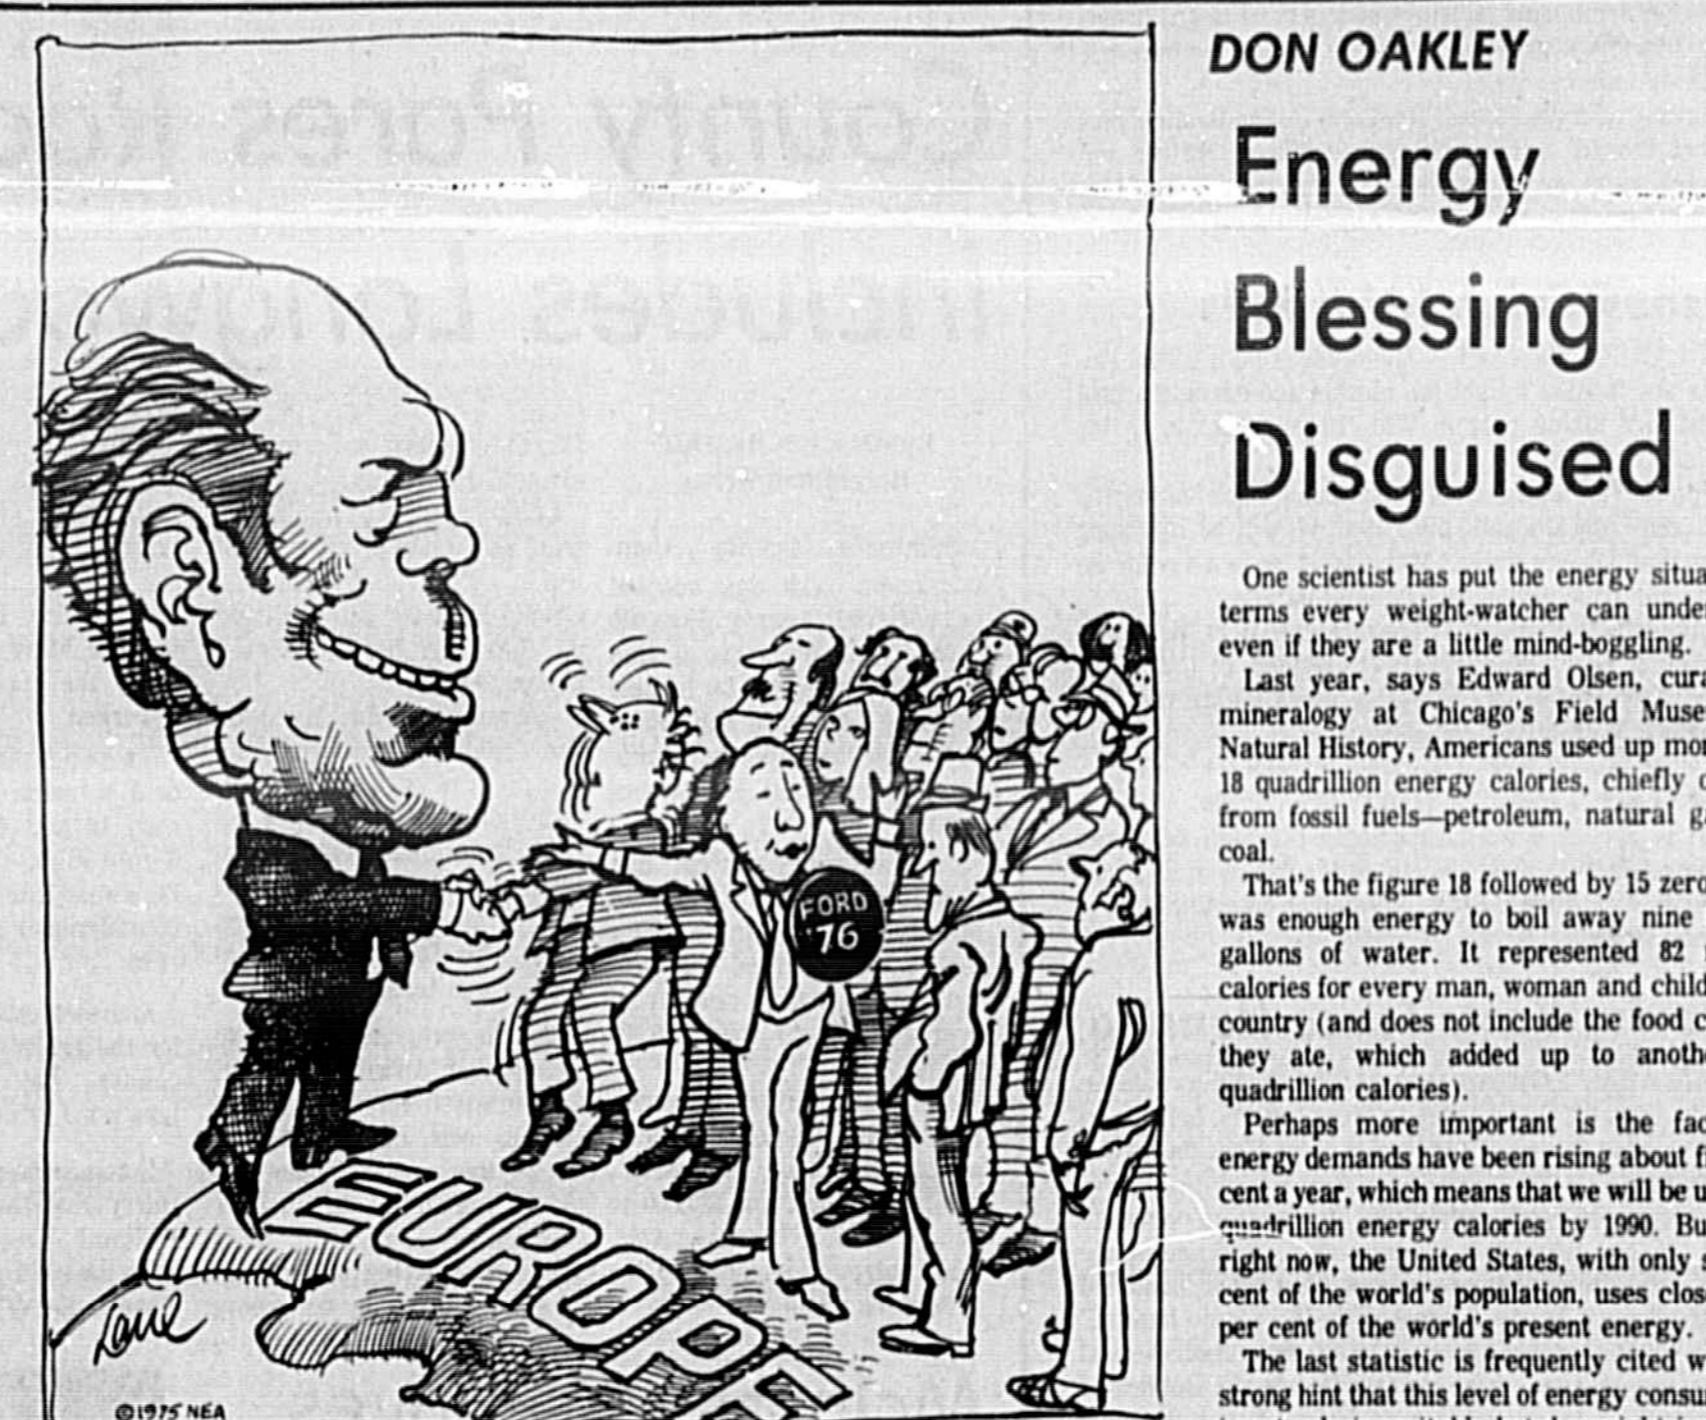 FORD
'76
EUROPE
Lane
©1975 NEA
DON OAKLEY
Energy
Blessing
Disguised
One scientist has put the energy situa
terms every weight-watcher can under
even if they are a little mind-boggling.
Last year, says Edward Olsen, cura
mineralogy at Chicago's Field Muse
Natural History, Americans used up mor
18 quadrillion energy calories, chiefly
from fossil fuels—petroleum, natural g
coal.
That's the figure 18 followed by 15 zero
was enough energy to boil away nine
gallons of water. It represented 82
calories for every man, woman and child
country (and does not include the food c
they ate, which added up to anoth
quadrillion calories).
Perhaps more important is the fac
energy demands have been rising about f
cent a year, which means that we will be u
quadrillion energy calories by 1990. Bu
right now, the United States, with only s
cent of the world's population, uses clos
per cent of the world's present energy.
The last statistic is frequently cited w
strong hint that this level of energy consu